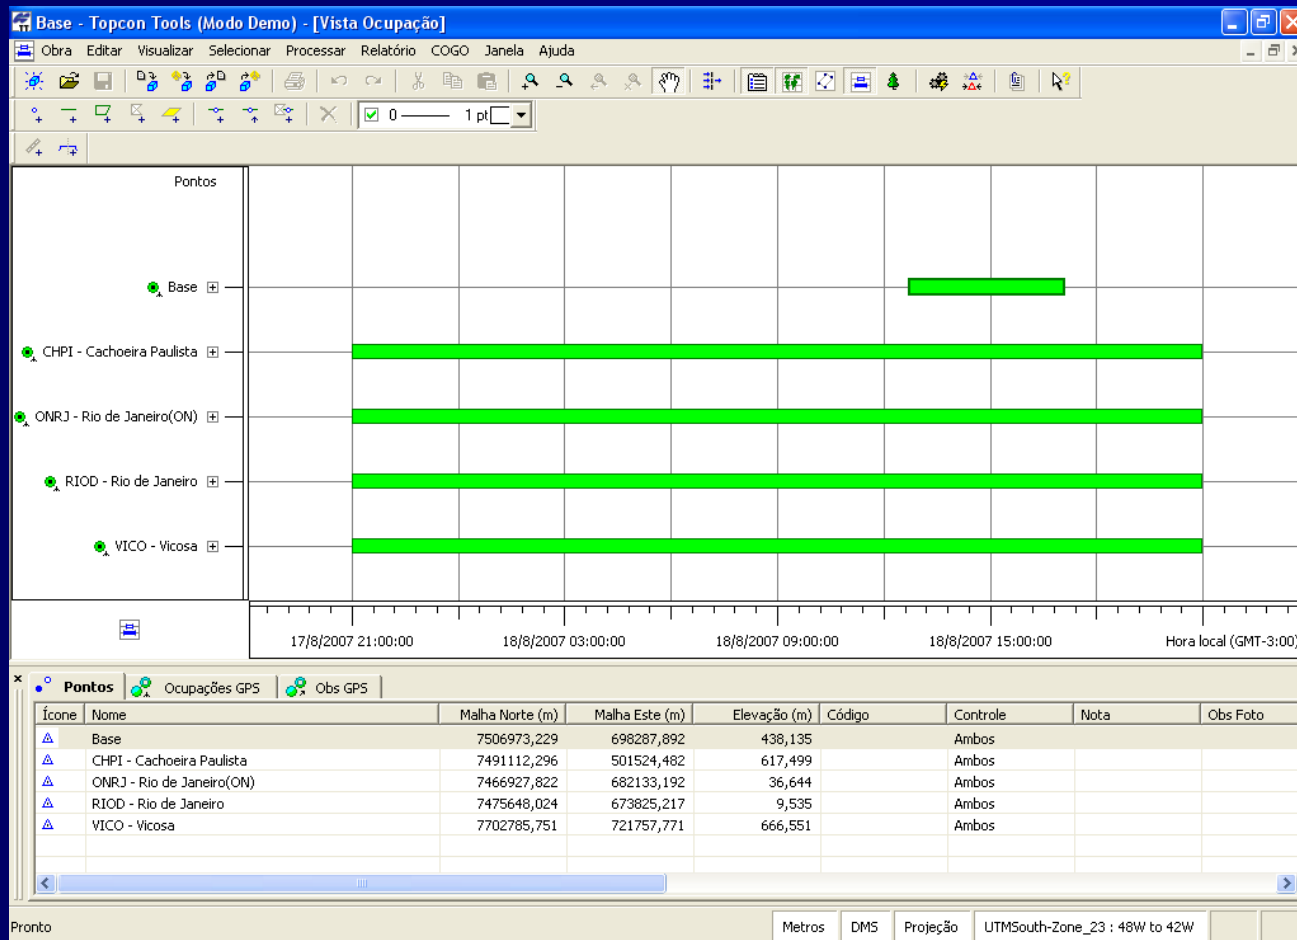 Base - Topcon Tools (Modo Demo) - [Vista Ocupação]
Obra Editar Visualizar Selecionar Processar Relatório COGO Janela Ajuda
0 1 pt
Pontos
Base
CHPI - Cachoeira Paulista
ONRJ - Rio de Janeiro(ON)
RIOD - Rio de Janeiro
VICO - Vicosa
17/8/2007 21:00:00 18/8/2007 03:00:00 18/8/2007 09:00:00 18/8/2007 15:00:00 Hora local (GMT-3:00)
Pontos Ocupações GPS Obs GPS
Ícone Nome Malha Norte (m) Malha Este (m) Elevação (m) Código Controle Nota Obs Foto
Base 7506973,229 698287,892 438,135 Ambos
CHPI - Cachoeira Paulista 7491112,296 501524,482 617,499 Ambos
ONRJ - Rio de Janeiro(ON) 7466927,822 682133,192 36,644 Ambos
RIOD - Rio de Janeiro 7475648,024 673825,217 9,535 Ambos
VICO - Vicosa 7702785,751 721757,771 666,551 Ambos
Pronto Metros DMS Projeção UTMSouth-Zone_23 : 48W to 42W